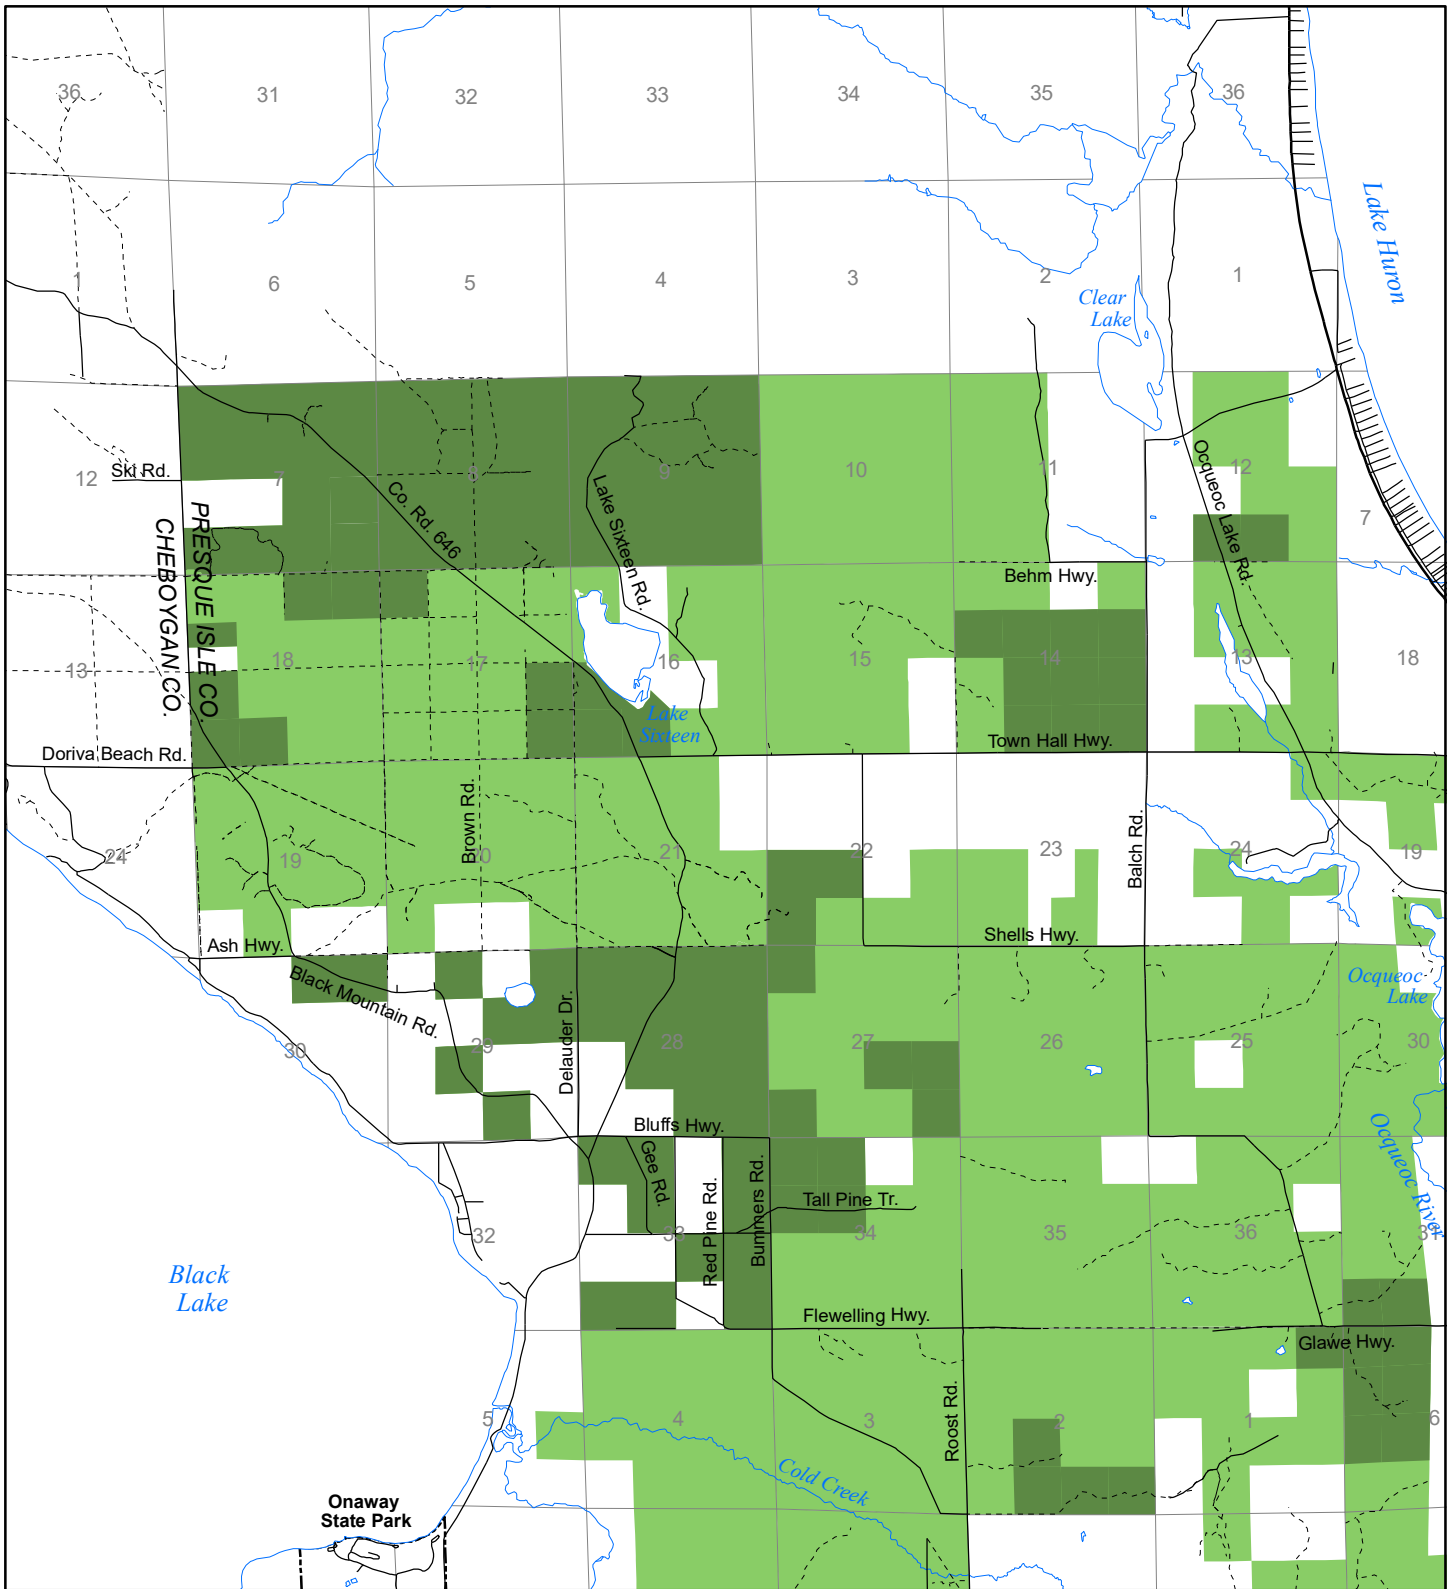 36
31
32
33
34
35
36
Lake Huron
1
6
5
4
3
2
1
Clear
Lake
12
Ski Rd.
7
8
9
10
11
12
7
Co. Rd. 646
Lake Sixteen Rd.
Ocqueoc Lake Rd.
PRESQUE ISLE CO.
CHEBOYGAN CO.
Behm Hwy.
13
18
17
16
15
14
13
18
Lake
Sixteen
Doriva Beach Rd.
Town Hall Hwy.
Brown Rd.
Balch Rd.
24
19
20
21
22
23
24
19
Ash Hwy.
Shells Hwy.
Black Mountain Rd.
Delauder Dr.
Ocqueoc
Lake
30
29
28
27
26
25
30
Bluffs Hwy.
Gee Rd.
Red Pine Rd.
Bummers Rd.
Tall Pine Tr.
Ocqueoc River
32
33
34
35
36
31
Black
Lake
Flewelling Hwy.
Glawe Hwy.
Roost Rd.
5
4
3
2
1
6
Cold Creek
Onaway
State Park